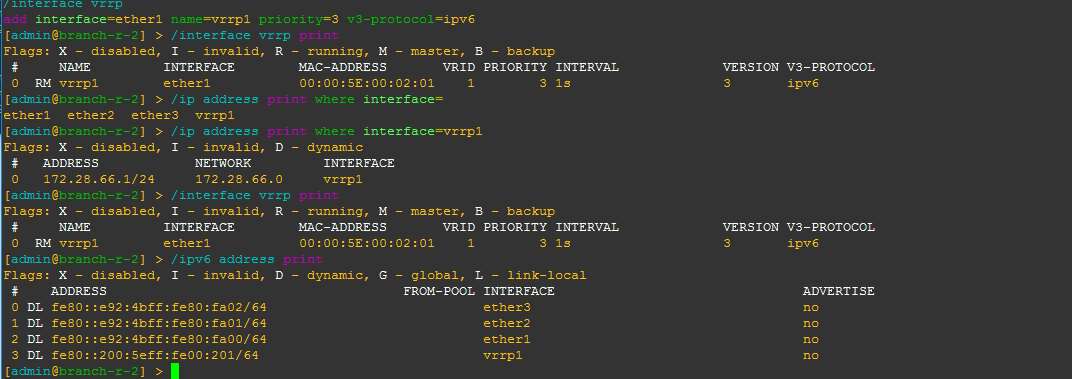 /interface vrrp
add interface=ether1 name=vrrp1 priority=3 v3-protocol=ipv6
[admin@branch-r-2] > /interface vrrp print
Flags: X - disabled, I - invalid, R - running, M - master, B - backup
#      NAME         INTERFACE         MAC-ADDRESS       VRID PRIORITY INTERVAL             VERSION V3-PROTOCOL
0  RM vrrp1        ether1           00:00:5E:00:02:01    1        3 1s                   3       ipv6
[admin@branch-r-2] > /ip address print where interface=
ether1  ether2  ether3  vrrp1
[admin@branch-r-2] > /ip address print where interface=vrrp1
Flags: X - disabled, I - invalid, D - dynamic
#   ADDRESS            NETWORK         INTERFACE
0   172.28.66.1/24     172.28.66.0     vrrp1
[admin@branch-r-2] > /interface vrrp print
Flags: X - disabled, I - invalid, R - running, M - master, B - backup
#      NAME         INTERFACE         MAC-ADDRESS       VRID PRIORITY INTERVAL             VERSION V3-PROTOCOL
0  RM vrrp1        ether1           00:00:5E:00:02:01    1        3 1s                   3       ipv6
[admin@branch-r-2] > /ipv6 address print
Flags: X - disabled, I - invalid, D - dynamic, G - global, L - link-local
#    ADDRESS                                     FROM-POOL INTERFACE                          ADVERTISE
0 DL fe80::e92:4bff:fe80:fa02/64                           ether3                             no
1 DL fe80::e92:4bff:fe80:fa01/64                           ether2                             no
2 DL fe80::e92:4bff:fe80:fa00/64                           ether1                             no
3 DL fe80::200:5eff:fe00:201/64                            vrrp1                              no
[admin@branch-r-2] >